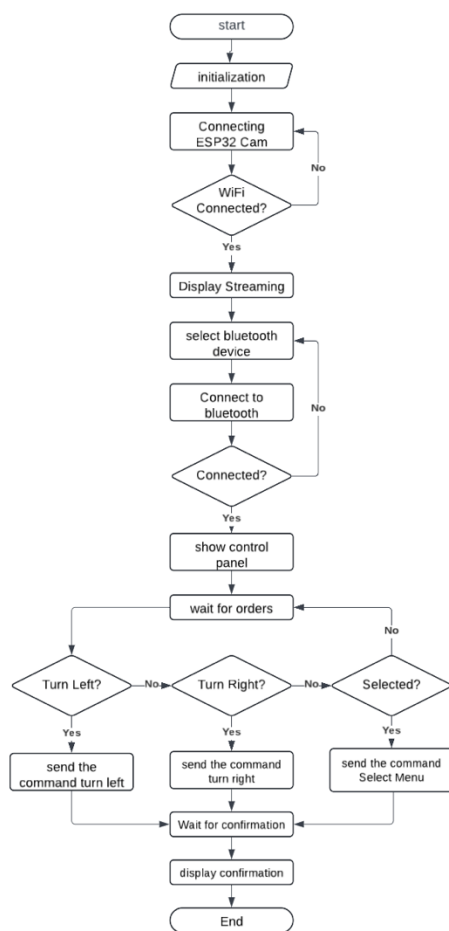 start
initialization
Connecting
ESP32 Cam
No
WiFi
Connected?
Yes
Display Streaming
select bluetooth
device
Connect to
bluetooth
No
Connected?
Yes
show control
panel
wait for orders
No
Turn Left?
No
Turn Right?
No
Selected?
Yes
Yes
Yes
send the
command turn left
send the command
turn right
send the command
Select Menu
Wait for confirmation
display confirmation
End